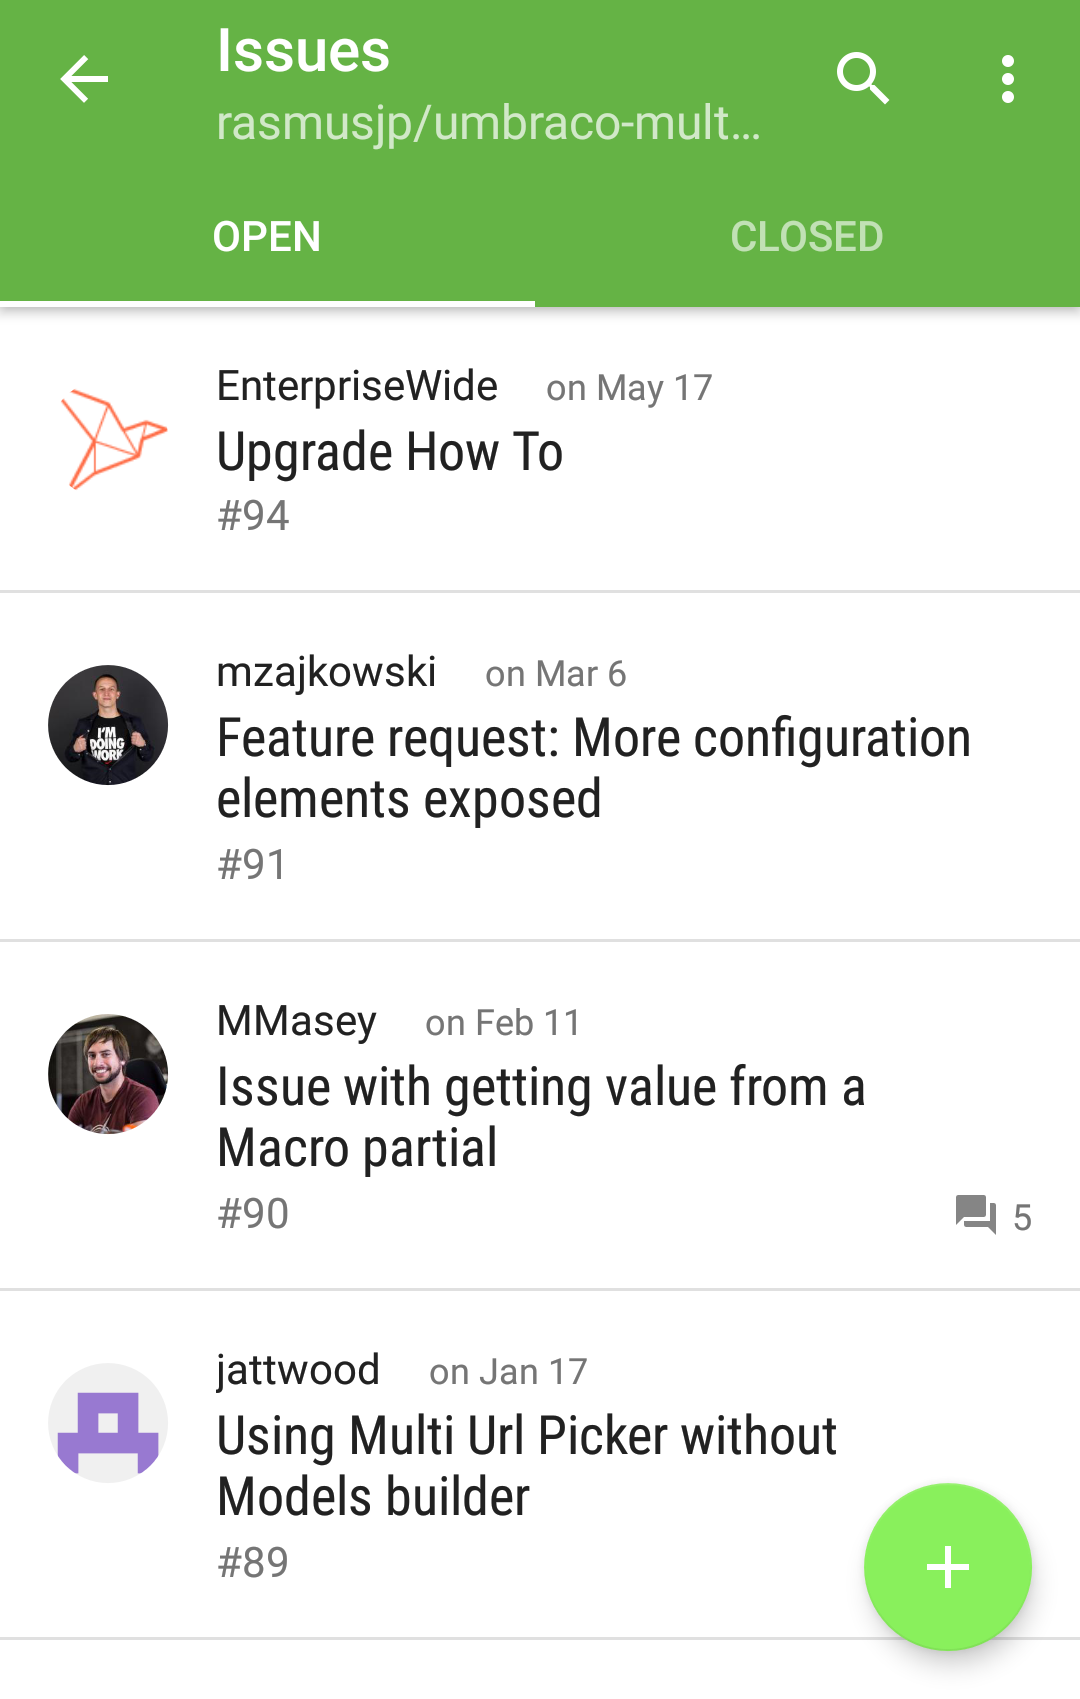 Issues
rasmusjp/umbraco-mult...
OPEN
CLOSED
EnterpriseWide on May 17
Upgrade How To
#94
mzajkowski on Mar 6
Feature request: More configuration
elements exposed
#91
I'M
DOING
WORK
MMasey on Feb 11
Issue with getting value from a
Macro partial
#90
5
jattwood on Jan 17
Using Multi Url Picker without
Models builder
#89